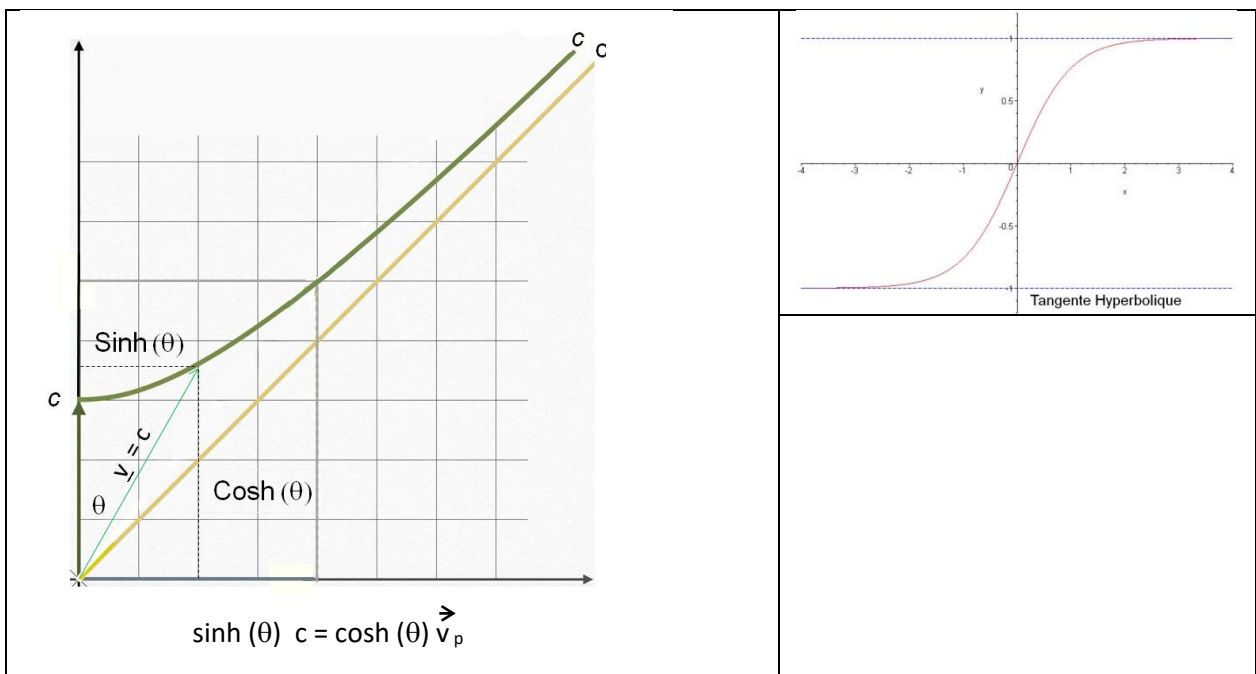 c c
Sinh (θ)
c
v = c
θ
Cosh (θ)
sinh (θ) c = cosh (θ) v p
1
y
0.5
-4 -3 -2 -1 0 1 2 3 4
x
-0.5
-1
Tangente Hyperbolique